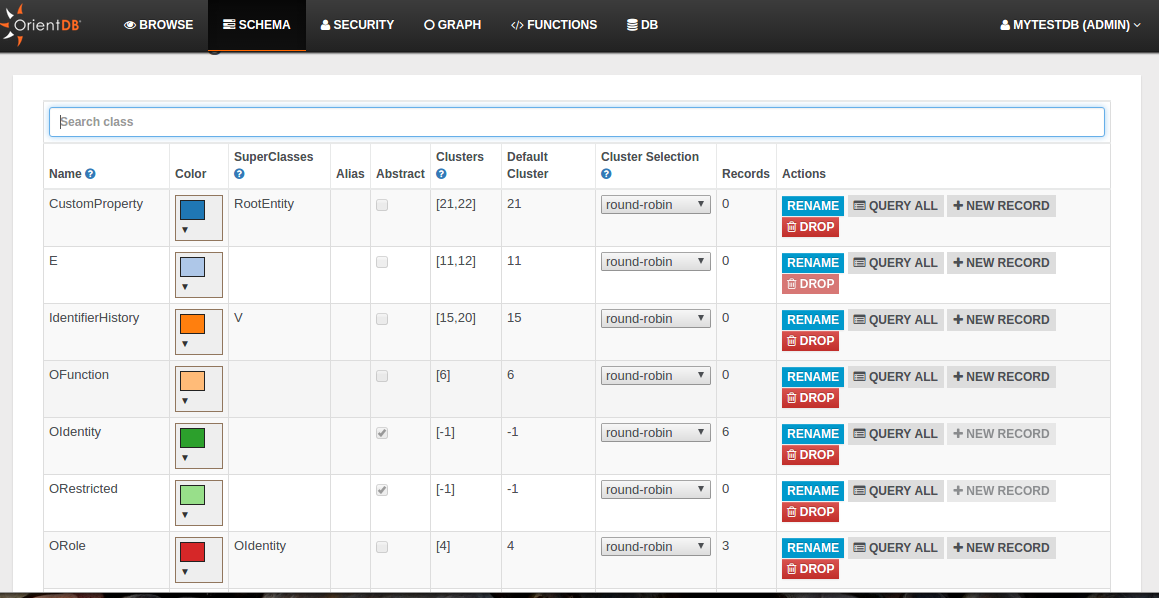 OrientDB BROWSE SCHEMA SECURITY GRAPH </> FUNCTIONS DB MYTESTDB (ADMIN)
Search class
Name ? Color SuperClasses ? Alias Abstract Clusters ? Default Cluster Cluster Selection ? Records Actions
CustomProperty RootEntity [21,22] 21 round-robin 0 RENAME QUERY ALL + NEW RECORD
DROP
E [11,12] 11 round-robin 0 RENAME QUERY ALL + NEW RECORD
DROP
IdentifierHistory V [15,20] 15 round-robin 0 RENAME QUERY ALL + NEW RECORD
DROP
OFunction [6] 6 round-robin 0 RENAME QUERY ALL + NEW RECORD
DROP
OIdentity [-1] -1 round-robin 6 RENAME QUERY ALL + NEW RECORD
DROP
ORestricted [-1] -1 round-robin 0 RENAME QUERY ALL + NEW RECORD
DROP
ORole OIdentity [4] 4 round-robin 3 RENAME QUERY ALL + NEW RECORD
DROP